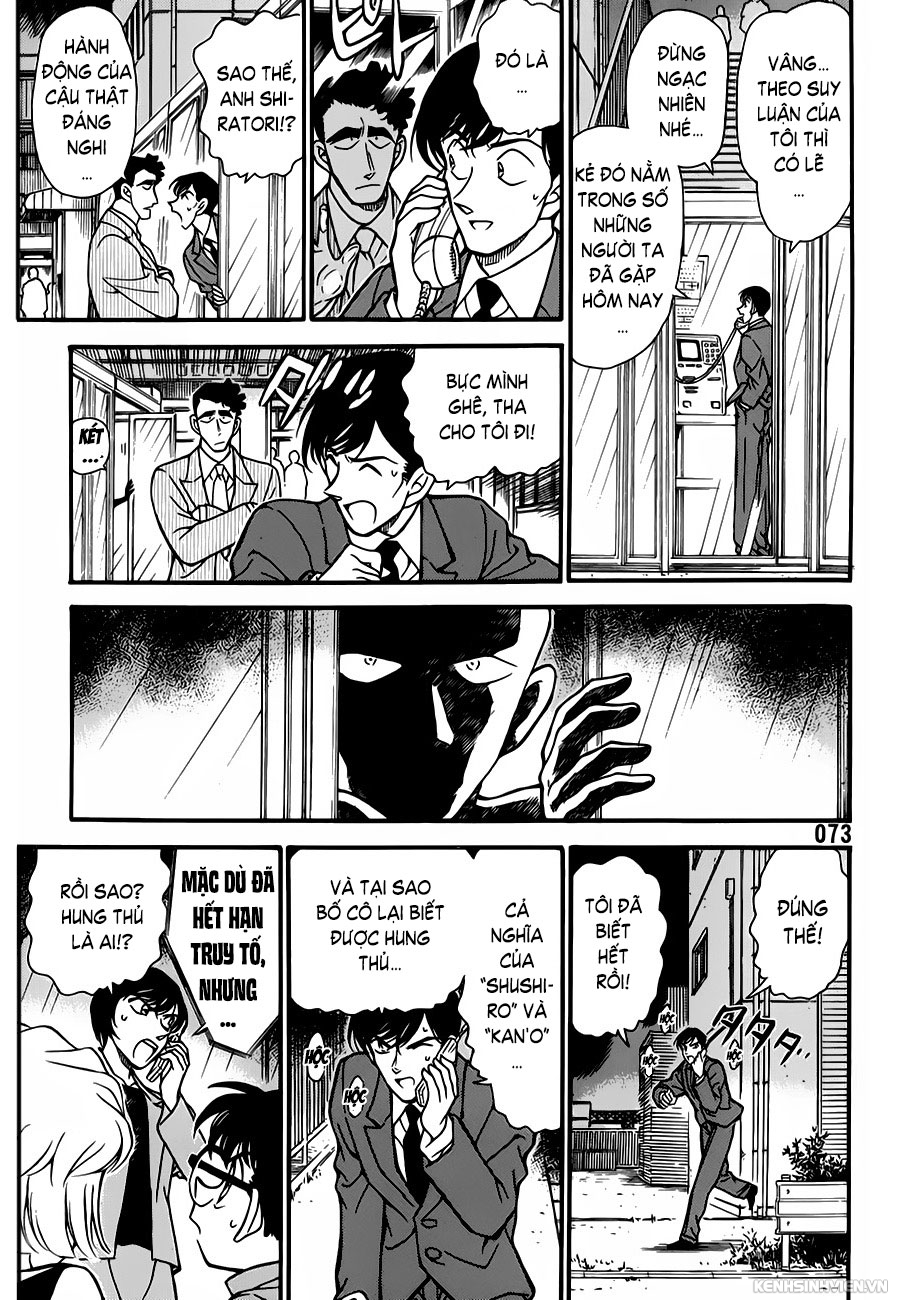 VÂNG...
THEO SUY
LUẬN CỦA
TÔI THÌ
CÓ LẼ
...
ĐỪNG
NGẠC
NHIÊN
NHÉ...
KẺ ĐÓ NẰM
TRONG SỐ
NHỮNG
NGƯỜI TA
ĐÃ GẶP
HÔM NAY
...
ĐÓ LÀ
...
SAO THẾ,
ANH SHI-
RATORI!?
HÀNH
ĐỘNG CỦA
CẬU THẬT
ĐÁNG
NGHI
...
BỰC MÌNH
GHÊ, THA
CHO TÔI ĐI!
KÉT
...
073
ĐÚNG
THẾ!
TÔI ĐÃ
BIẾT
HẾT
RỒI!
HỘC
HỘC
タタタタ..
CẢ
NGHĨA
CỦA
"SHUSHI-
RO" VÀ
"KAN'O"
...
VÀ TẠI SAO
BỐ CÔ LẠI BIẾT
ĐƯỢC HUNG
THỦ...
HỘC
HỘC
HỘC
MẶC DÙ ĐÃ
HẾT HẠN
TRUY TỐ,
NHƯNG
...
RỒI SAO?
HUNG THỦ
LÀ AI!?
KENHSINHVIEN.VN